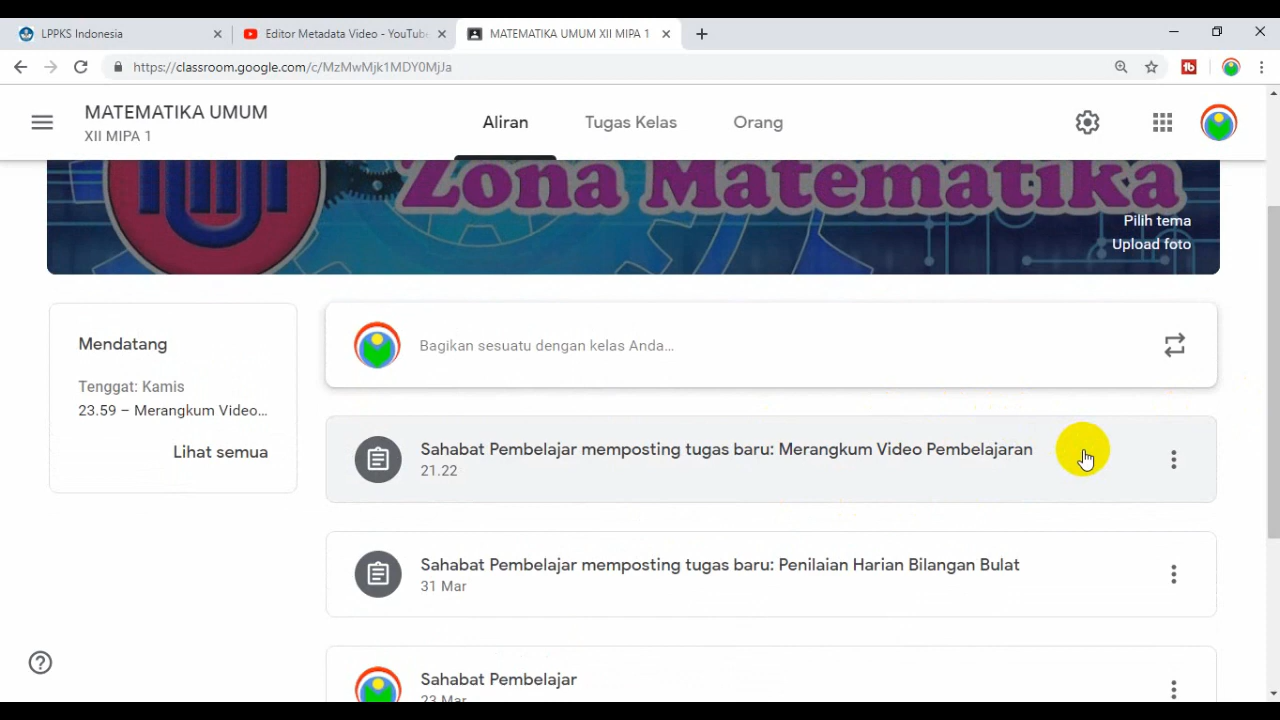 LPPKS Indonesia
Editor Metadata Video - YouTube
MATEMATIKA UMUM XII MIPA 1
https://classroom.google.com/c/MzMwMjk1MDY0MjJa
MATEMATIKA UMUM
XII MIPA 1
Aliran
Tugas Kelas
Orang
Zona Matematika
Pilih tema
Upload foto
Mendatang
Tenggat: Kamis
23.59 – Merangkum Video...
Lihat semua
Bagikan sesuatu dengan kelas Anda...
Sahabat Pembelajar memposting tugas baru: Merangkum Video Pembelajaran
21.22
Sahabat Pembelajar memposting tugas baru: Penilaian Harian Bilangan Bulat
31 Mar
Sahabat Pembelajar
23 Mar